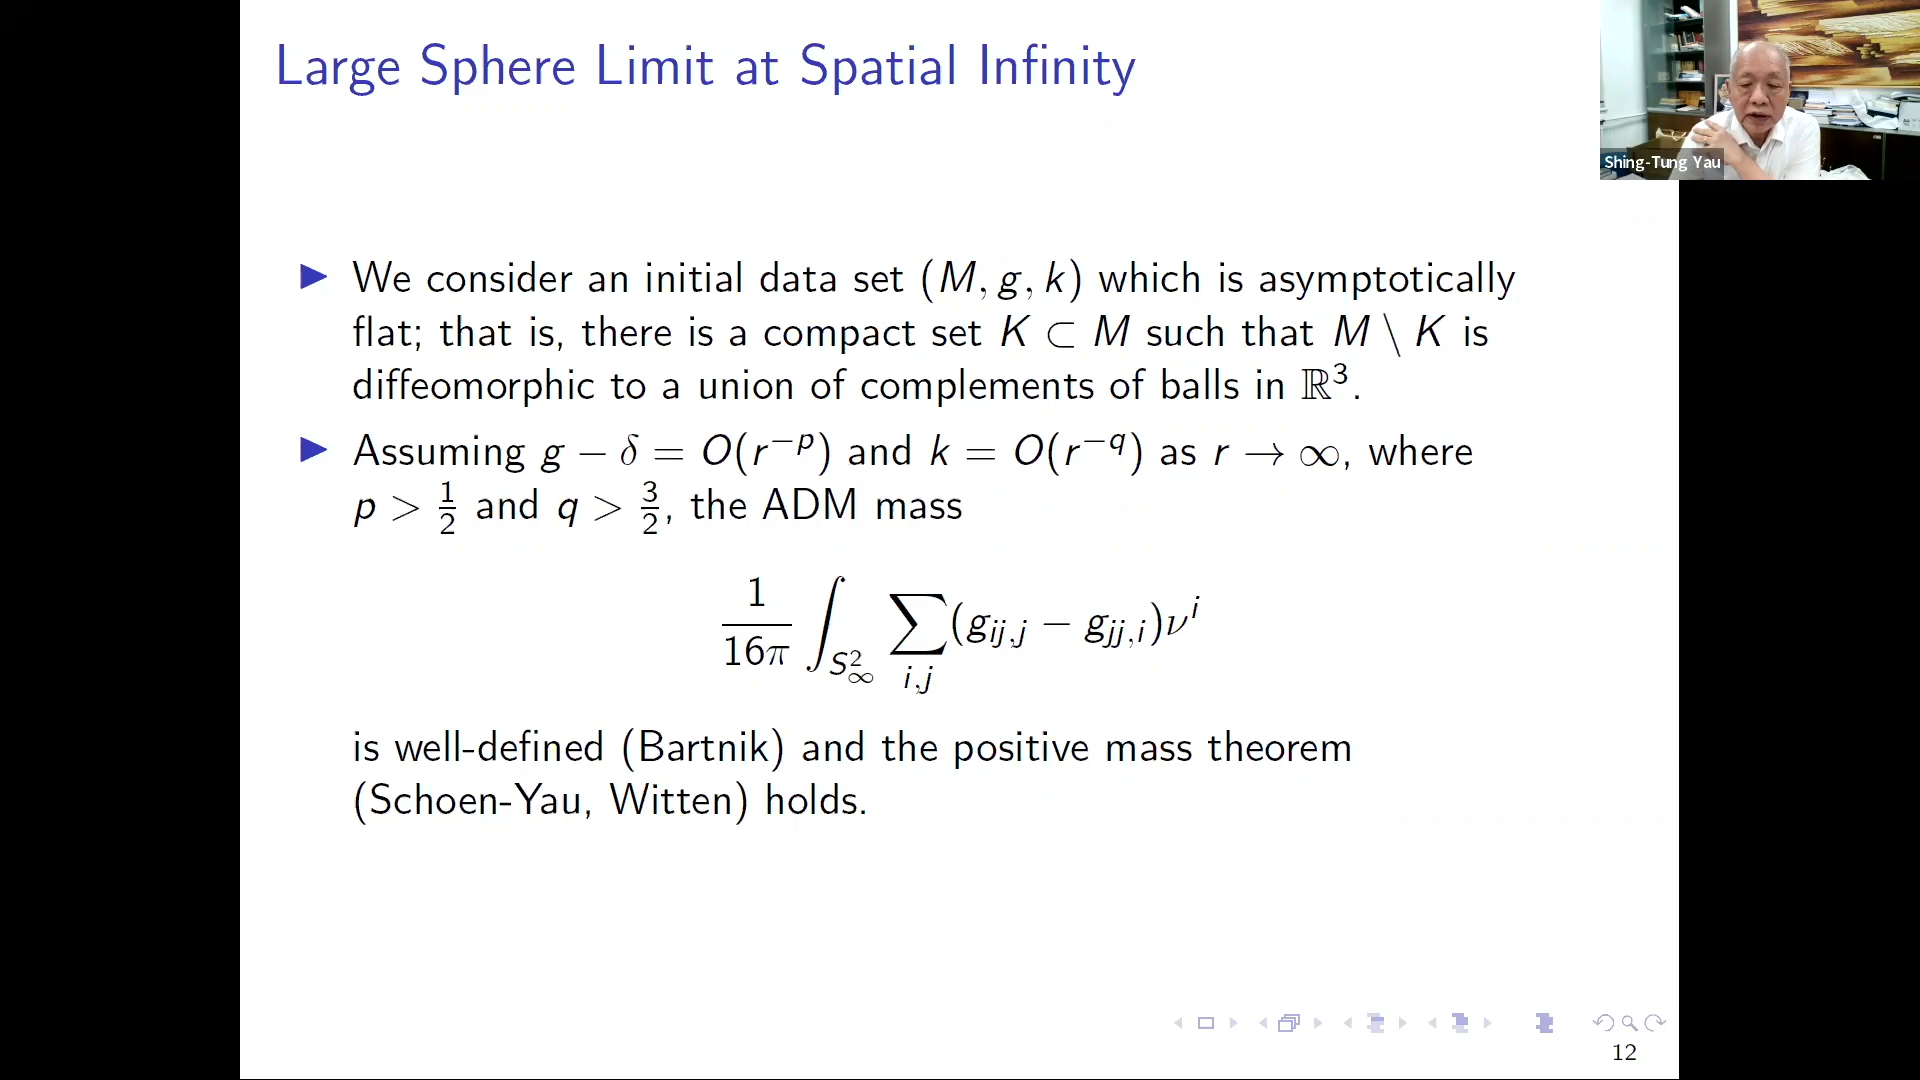 Large Sphere Limit at Spatial Infinity
Shing-Tung Yau
We consider an initial data set (M, g, k) which is asymptotically
flat; that is, there is a compact set K ⊂ M such that M \ K is
diffeomorphic to a union of complements of balls in ℝ³.
Assuming g − δ = O(r⁻ᵖ) and k = O(r^{−q}) as r → ∞, where
p > 1/2 and q > 3/2, the ADM mass
1/16π ∫_{S²_∞} ∑_{i,j} (g_{ij,j} − g_{jj,i})νⁱ
is well-defined (Bartnik) and the positive mass theorem
(Schoen-Yau, Witten) holds.
12